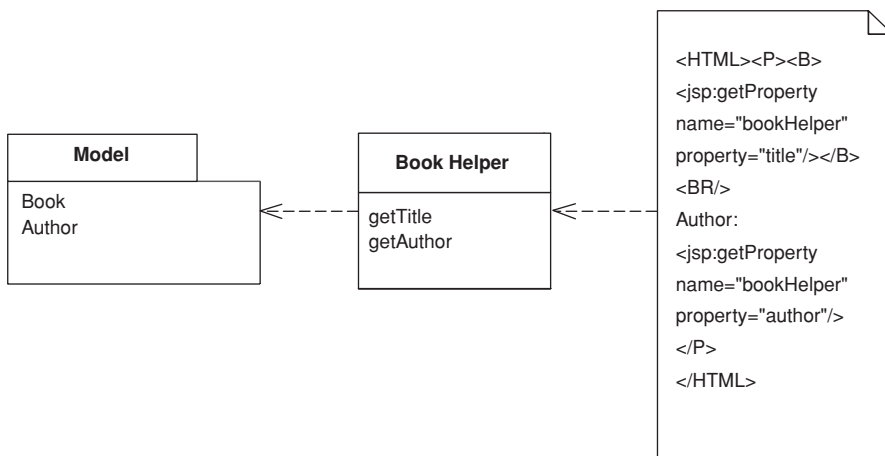 Model
Book
Author
Book Helper
getTitle
getAuthor
<HTML><P><B>
<jsp:getProperty
name="bookHelper"
property="title"/></B>
<BR/>
Author:
<jsp:getProperty
name="bookHelper"
property="author"/>
</P>
</HTML>